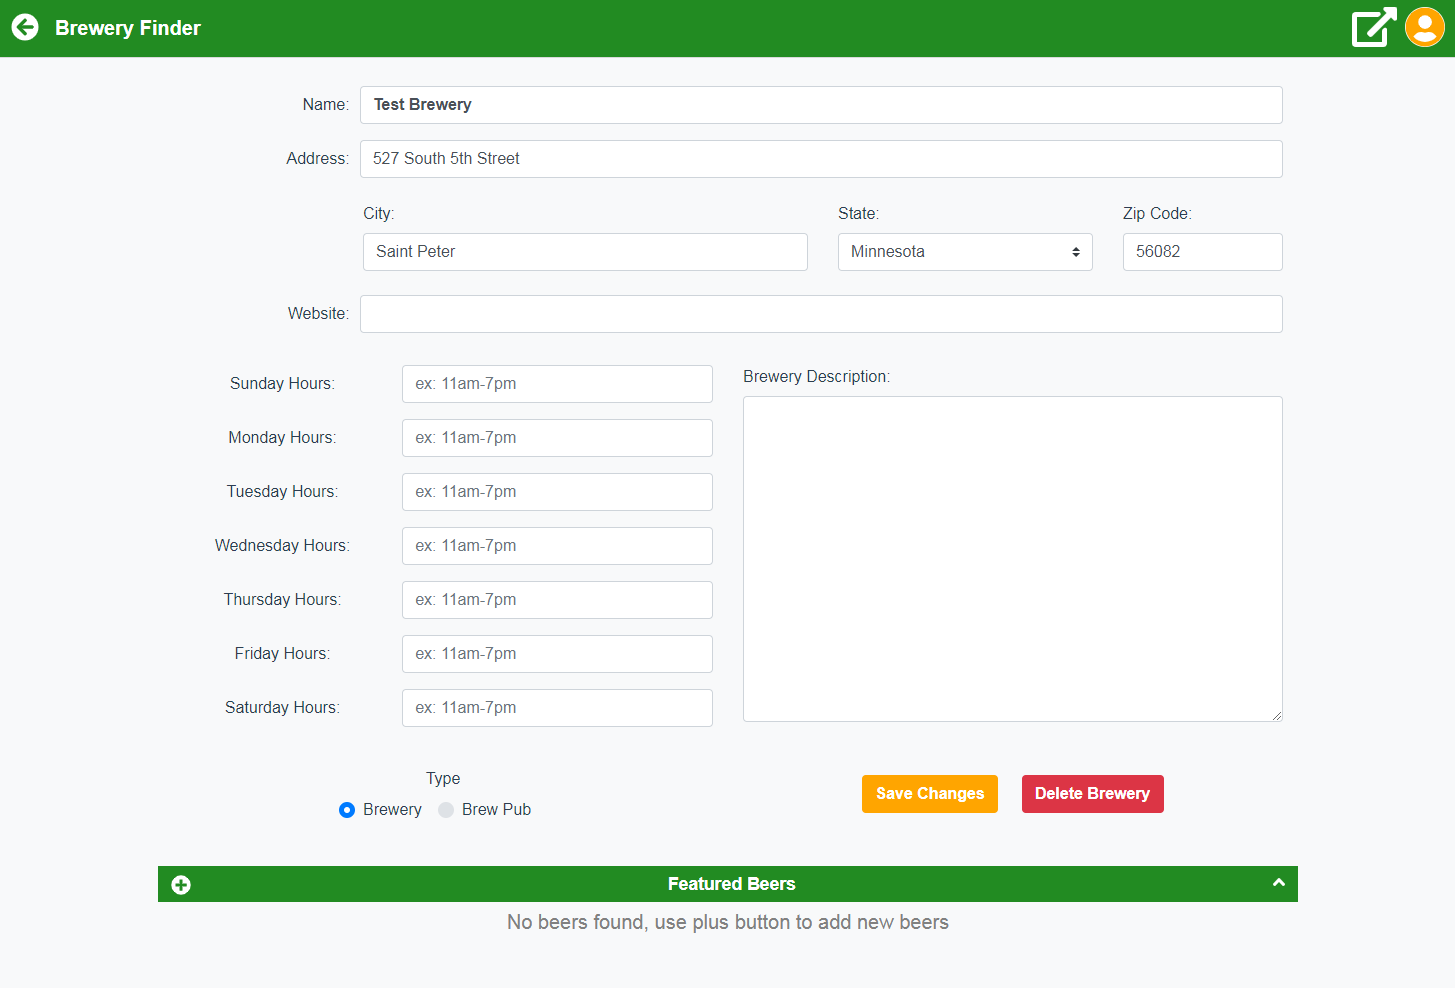 Brewery Finder
Name: Test Brewery
Address: 527 South 5th Street
City: State: Zip Code:
Saint Peter Minnesota 56082
Website:
Sunday Hours: ex: 11am-7pm
Brewery Description:
Monday Hours: ex: 11am-7pm
Tuesday Hours: ex: 11am-7pm
Wednesday Hours: ex: 11am-7pm
Thursday Hours: ex: 11am-7pm
Friday Hours: ex: 11am-7pm
Saturday Hours: ex: 11am-7pm
Type
Brewery Brew Pub
Save Changes Delete Brewery
Featured Beers
No beers found, use plus button to add new beers